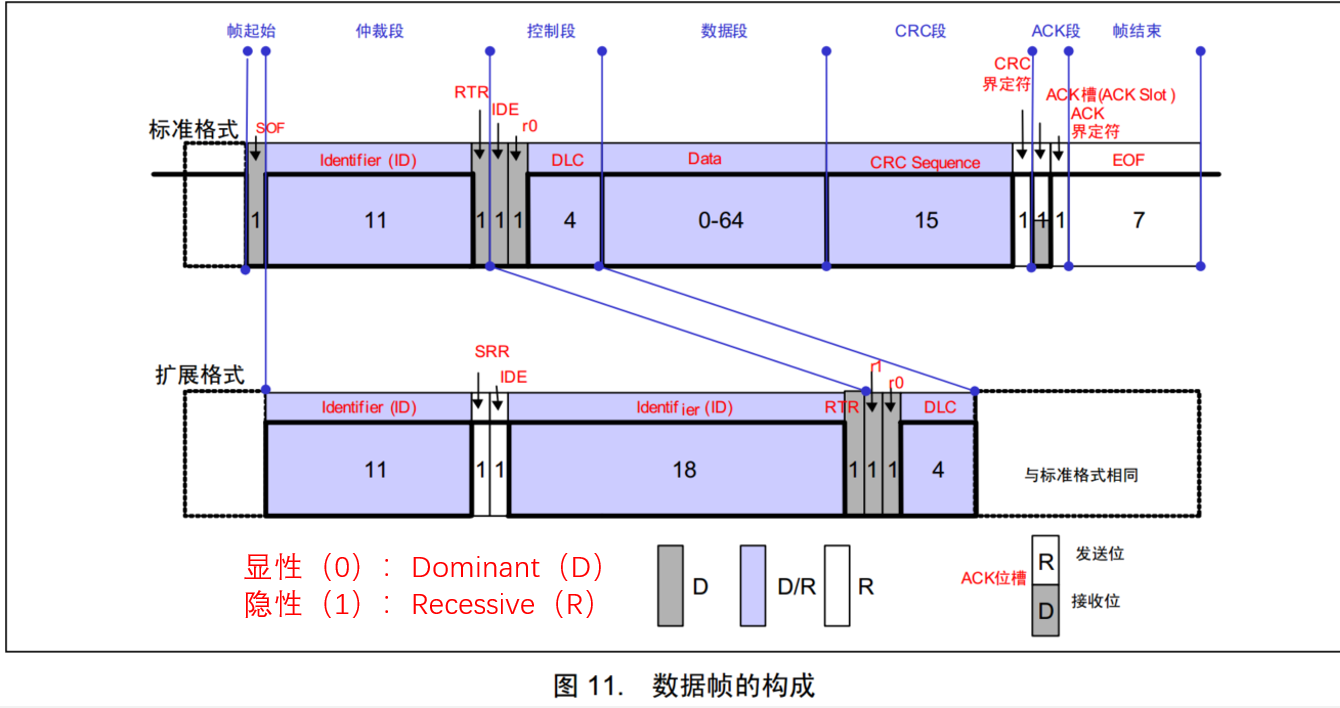 帧起始 仲裁段 控制段 数据段 CRC段 ACK段 帧结束
CRC
界定符
RTR
IDE
r0
ACK槽(ACK Slot)
ACK
界定符
标准格式
SOF
Identifier (ID) DLC Data CRC Sequence EOF
1 11 1 1 1 4 0-64 15 1 1 1 7
SRR
IDE
r1
r0
扩展格式
Identifier (ID) Identifier (ID) RTR DLC
11 1 1 18 1 1 1 4 与标准格式相同
显性（0）：Dominant（D）
隐性（1）：Recessive（R）
D D/R R
ACK位槽
R 发送位
D 接收位
图 11. 数据帧的构成